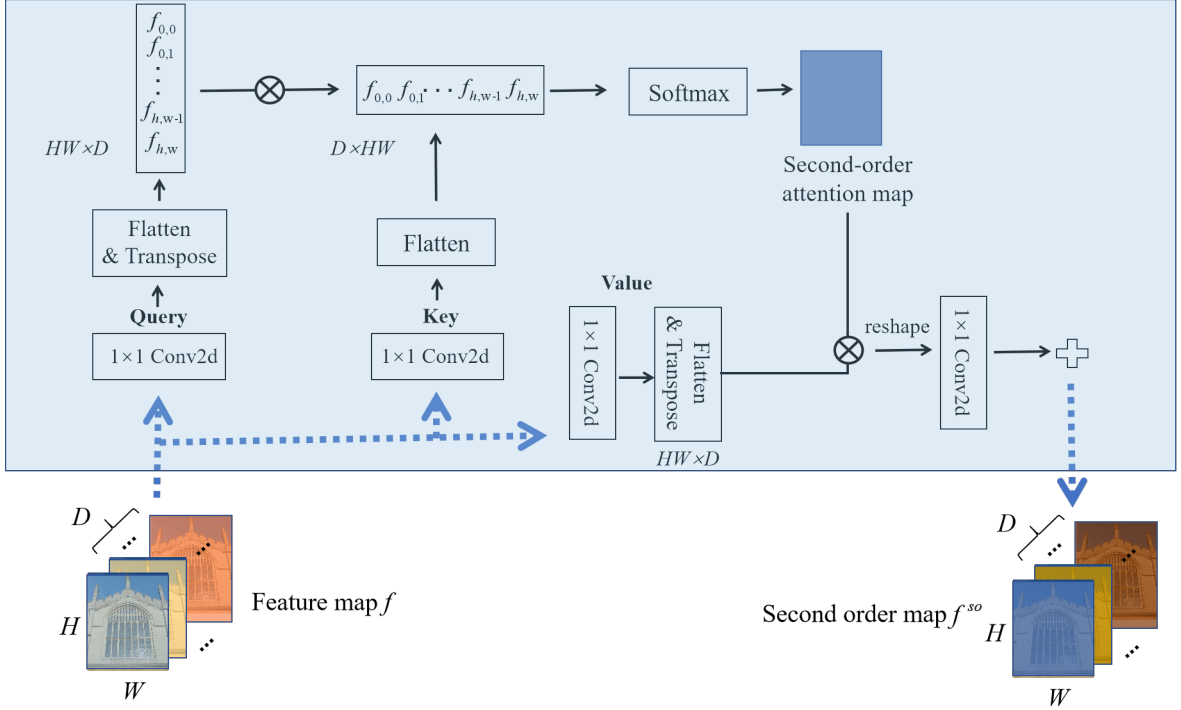 f0,0
f0,1
⋮
fh,w-1
fh,w
HW×D
f0,0 f0,1 ··· fh,w-1 fh,w
D×HW
Softmax
Second-order
attention map
Flatten
& Transpose
Flatten
Query
1×1 Conv2d
Key
1×1 Conv2d
Value
1×1 Conv2d
Flatten
& Transpose
HW×D
reshape
1×1 Conv2d
D
H
W
Feature map f
Second order map f^so
D
H
W